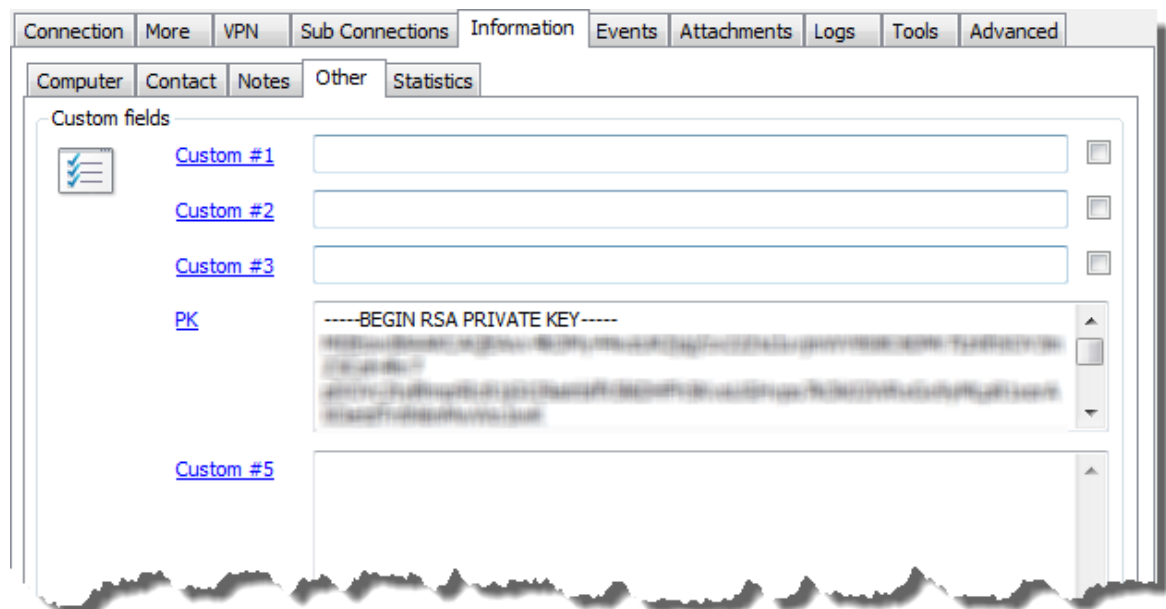 Connection More VPN Sub Connections Information Events Attachments Logs Tools Advanced
Computer Contact Notes Other Statistics
Custom fields
Custom #1
Custom #2
Custom #3
PK -----BEGIN RSA PRIVATE KEY-----
Custom #5